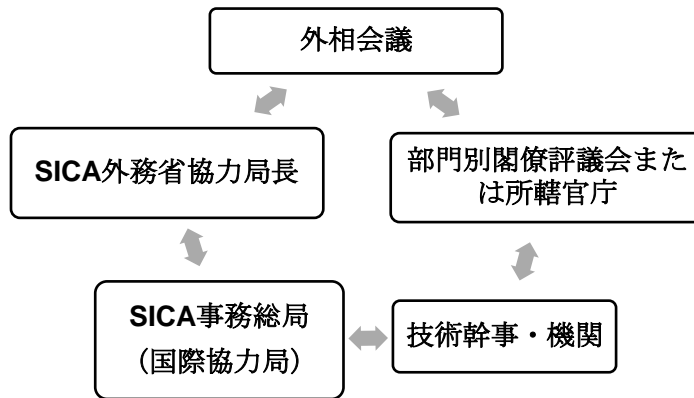 外相会議
SICA外務省協力局長
部門別閣僚評議会また
は所轄官庁
SICA事務総局
（国際協力局）
技術幹事・機関